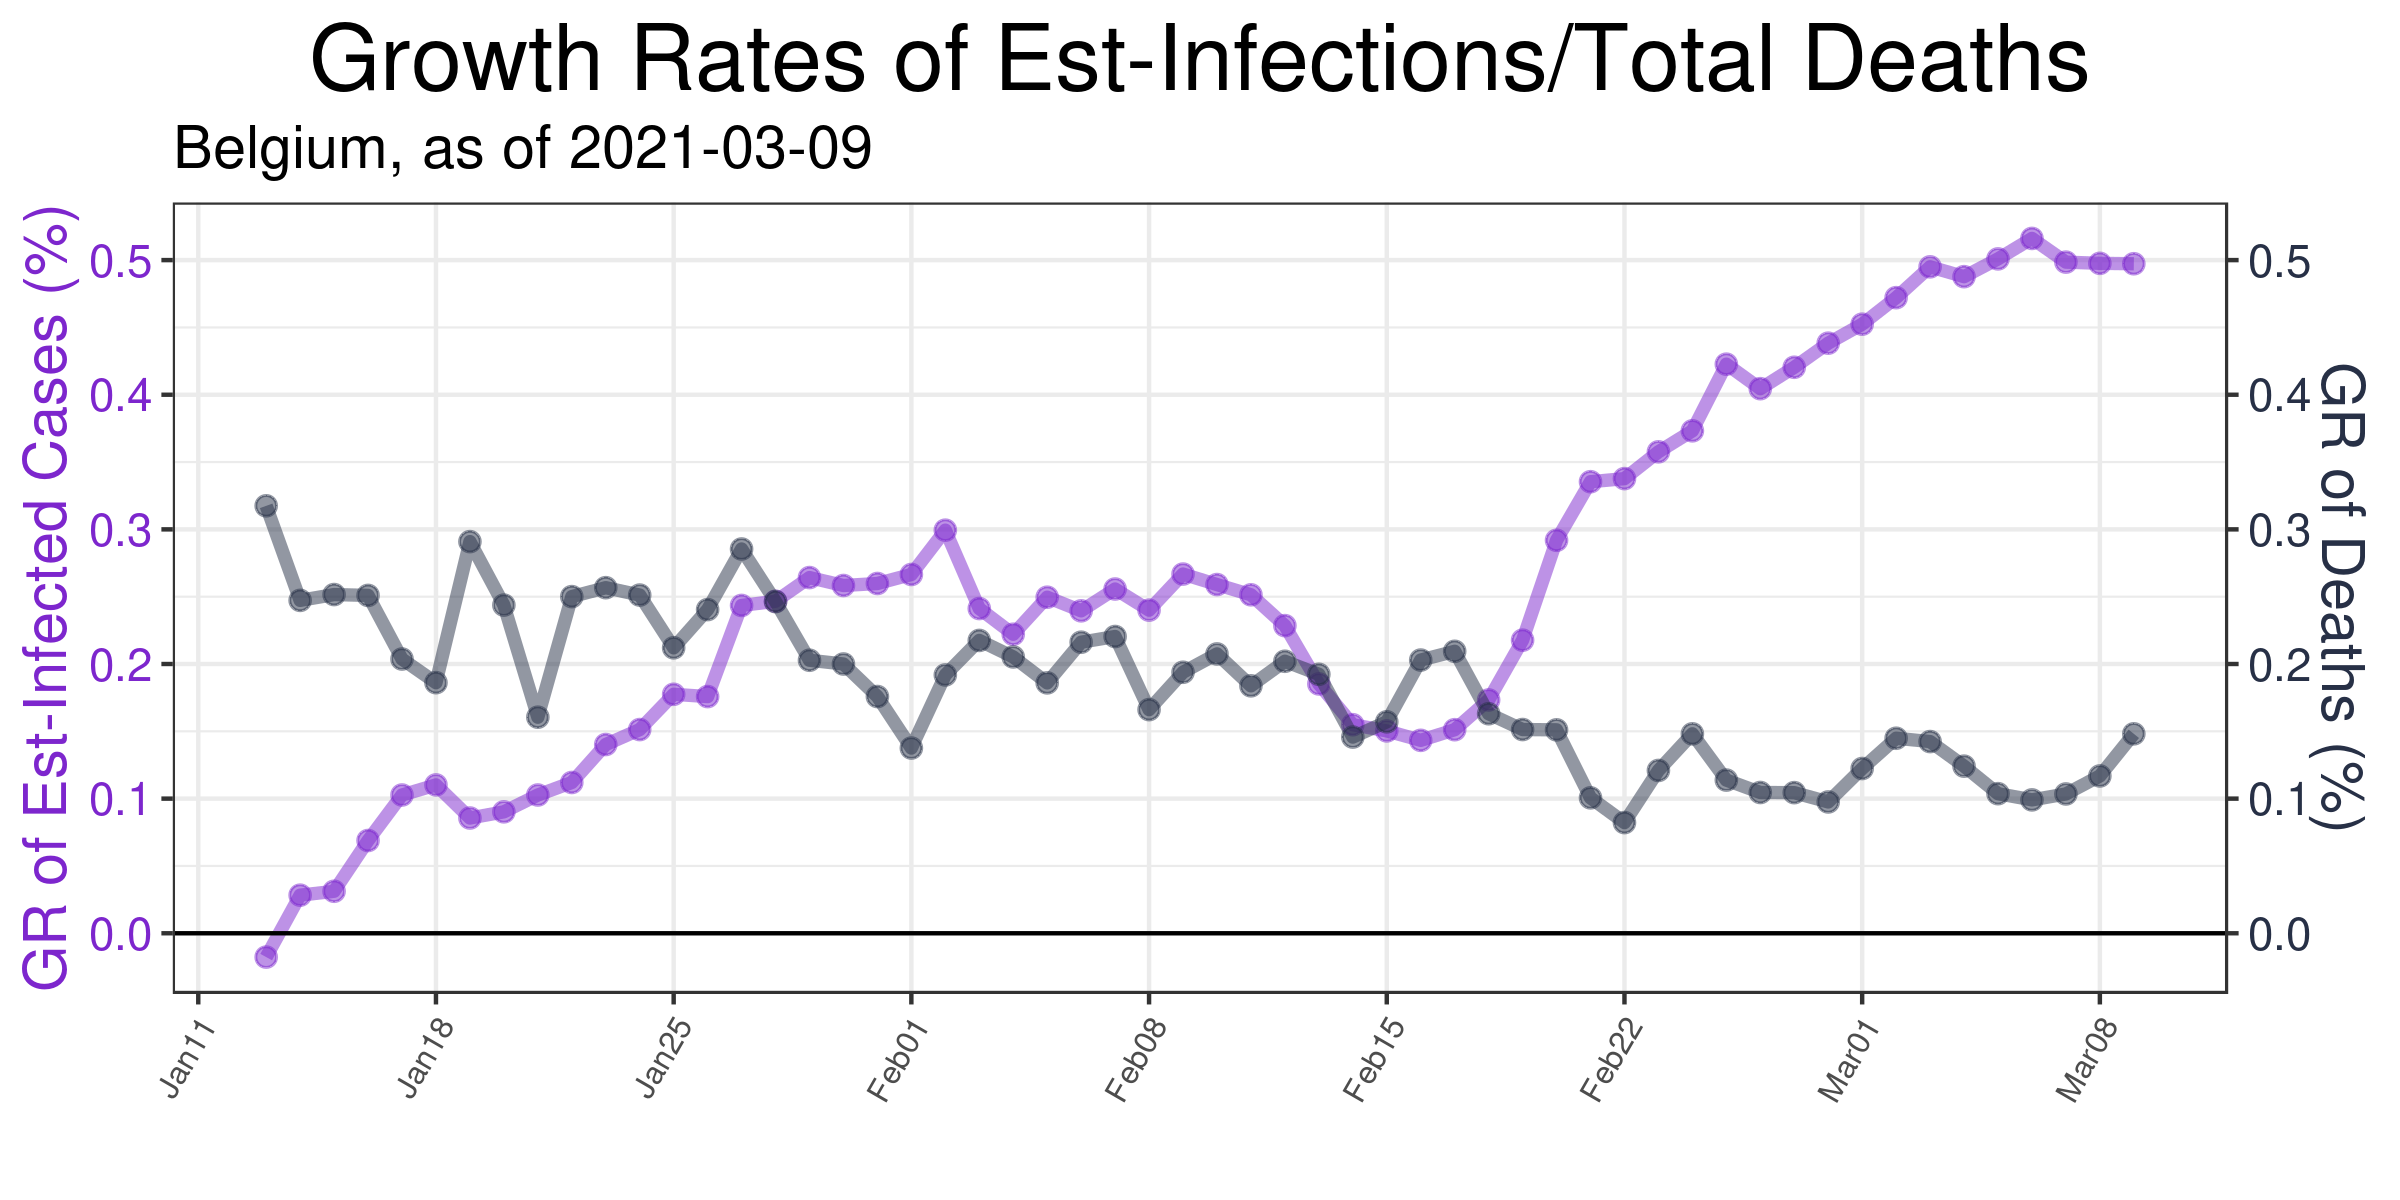 Growth Rates of Est-Infections/Total Deaths
Belgium, as of 2021-03-09
GR of Est-Infected Cases (%)
0.5
0.4
0.3
0.2
0.1
0.0
0.5
0.4
0.3
0.2
0.1
0.0
GR of Deaths (%)
Jan11
Jan18
Jan25
Feb01
Feb08
Feb15
Feb22
Mar01
Mar08